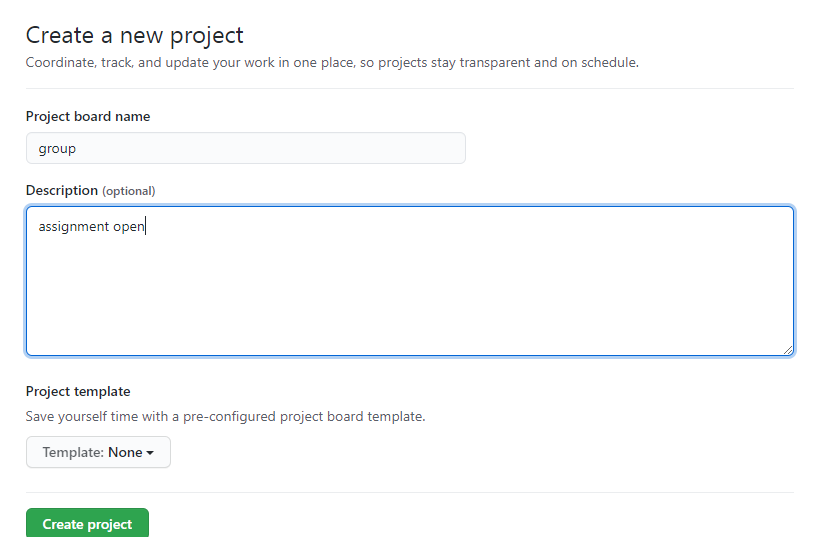 Create a new project
Coordinate, track, and update your work in one place, so projects stay transparent and on schedule.
Project board name
group
Description (optional)
assignment open
Project template
Save yourself time with a pre-configured project board template.
Template: None
Create project